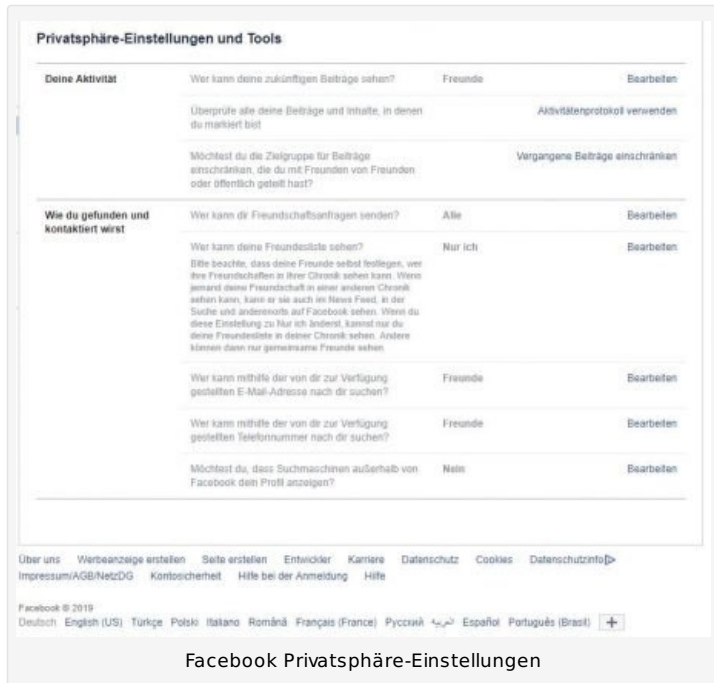 Privatsphäre-Einstellungen und Tools
Deine Aktivität
Wer kann deine zukünftigen Beiträge sehen?
Freunde
Bearbeiten
Überprüfe alle deine Beiträge und Inhalte, in denen
du markiert bist
Aktivitätenprotokoll verwenden
Möchtest du die Zielgruppe für Beiträge
einschränken, die du mit Freunden von Freunden
oder öffentlich geteilt hast?
Vergangene Beiträge einschränken
Wie du gefunden und
kontaktiert wirst
Wer kann dir Freundschaftsanfragen senden?
Alle
Bearbeiten
Wer kann deine Freundesliste sehen?
Nur ich
Bearbeiten
Bitte beachte, dass deine Freunde selbst festlegen, wer
ihre Freundschaften in ihrer Chronik sehen kann. Wenn
jemand deine Freundschaft in einer anderen Chronik
sehen kann, kann er sie auch im News Feed, in der
Suche und anderenorts auf Facebook sehen. Wenn du
diese Einstellung zu Nur ich änderst, kannst nur du
deine Freundesliste in deiner Chronik sehen. Andere
können dann nur gemeinsame Freunde sehen.
Wer kann mithilfe der von dir zur Verfügung
gestellten E-Mail-Adresse nach dir suchen?
Freunde
Bearbeiten
Wer kann mithilfe der von dir zur Verfügung
gestellten Telefonnummer nach dir suchen?
Freunde
Bearbeiten
Möchtest du, dass Suchmaschinen außerhalb von
Facebook dein Profil anzeigen?
Nein
Bearbeiten
Über uns Werbeanzeige erstellen Seite erstellen Entwickler Karriere Datenschutz Cookies Datenschutzinfo
Impressum/AGB/NetzDG Kontosicherheit Hilfe bei der Anmeldung Hilfe
Facebook © 2019
Deutsch English (US) Türkçe Polski Italiano Română Français (France) Русский العربية Español Português (Brasil) +
Facebook Privatsphäre-Einstellungen